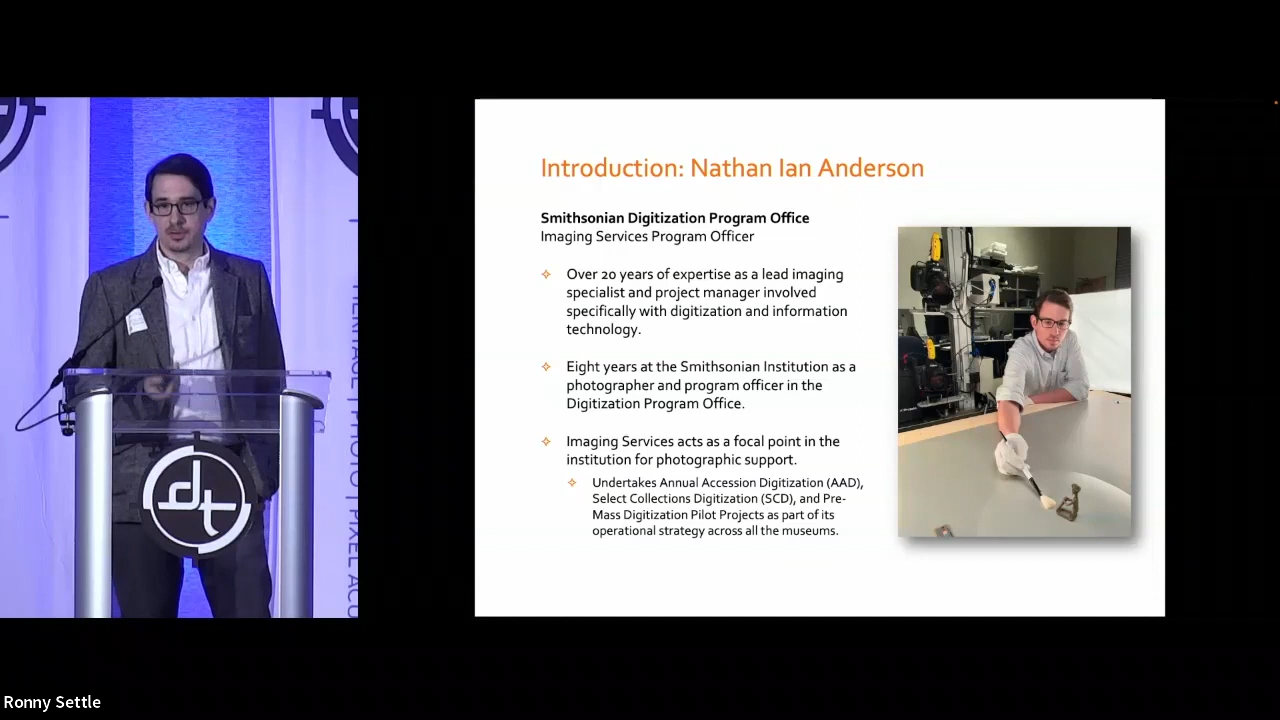 Introduction: Nathan Ian Anderson
Smithsonian Digitization Program Office
Imaging Services Program Officer
Over 20 years of expertise as a lead imaging
specialist and project manager involved
specifically with digitization and information
technology.
Eight years at the Smithsonian Institution as a
photographer and program officer in the
Digitization Program Office.
Imaging Services acts as a focal point in the
institution for photographic support.
Undertakes Annual Accession Digitization (AAD),
Select Collections Digitization (SCD), and Pre-
Mass Digitization Pilot Projects as part of its
operational strategy across all the museums.
dt
PHOTO | PIXEL
Ronny Settle